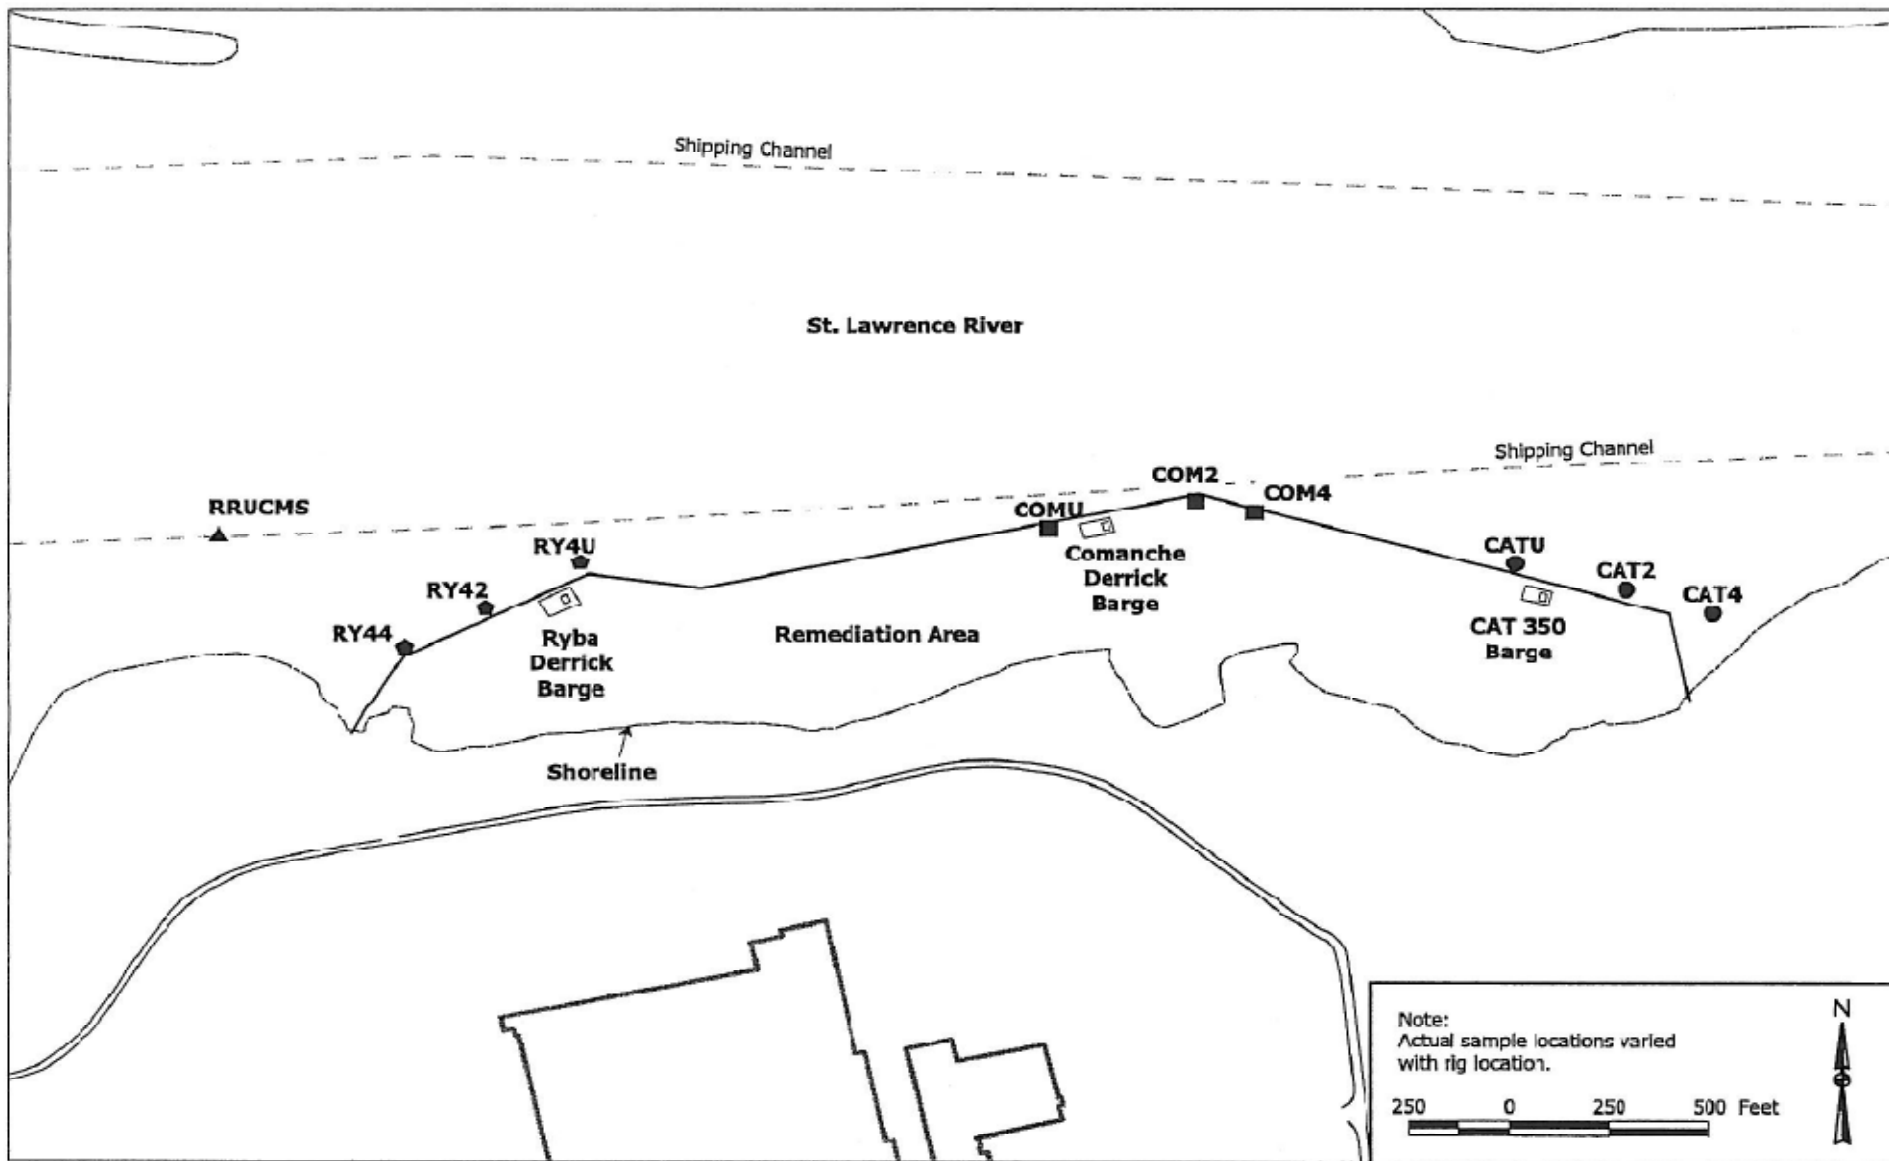 Shipping Channel
St. Lawrence River
Shipping Channel
COM2
COM4
COMU
RRUCMS
RY4U
RY42
RY44
CATU
CAT2
CAT4
Comanche
Derrick
Barge
Ryba
Derrick
Barge
Remediation Area
CAT 350
Barge
Shoreline
Note:
Actual sample locations varied
with rig location.
N
250 0 250 500 Feet